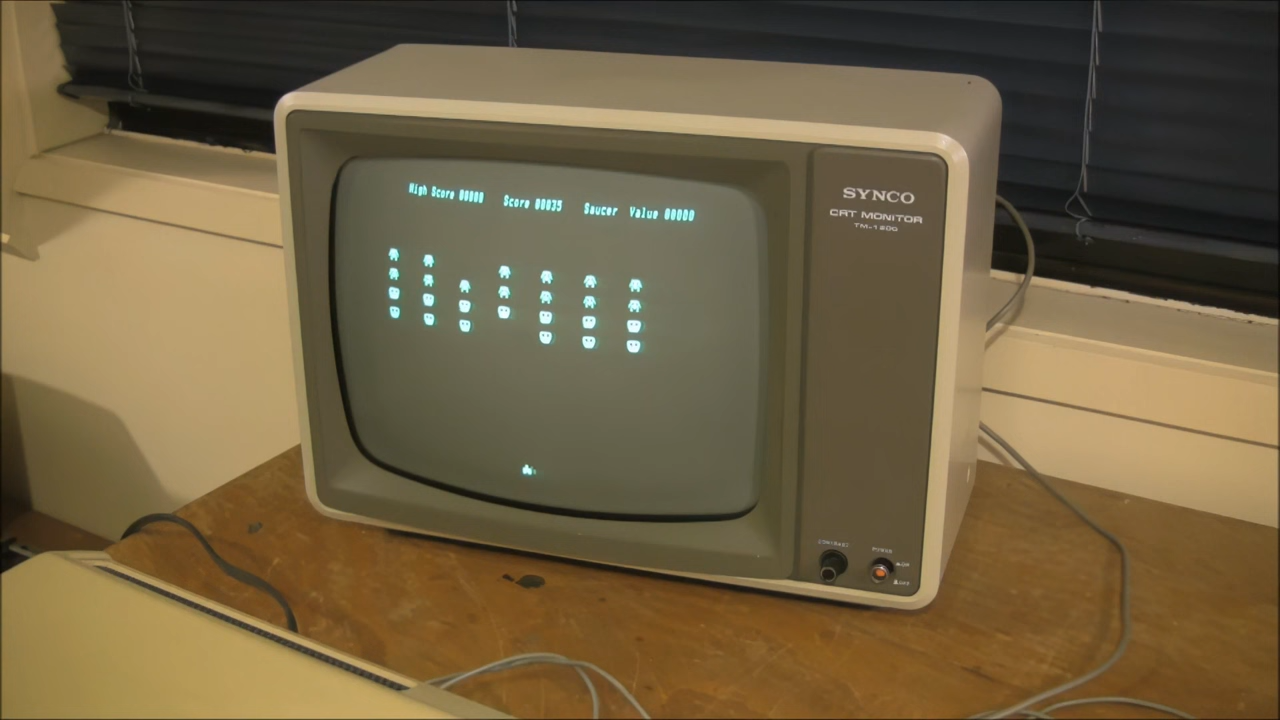 High Score 00000 Score 00035 Saucer Value 00000
SYNCO
CRT MONITOR
TM-1200
CONTRAST POWER